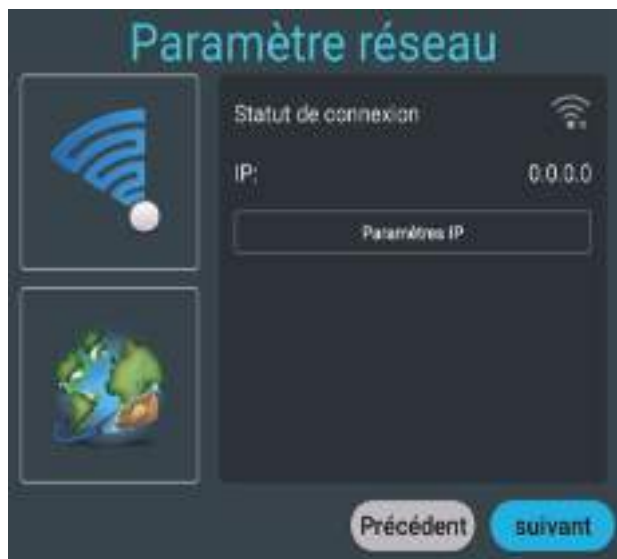 Paramètre réseau
Statut de connexion
IP: 0.0.0.0
Paramètres IP
Précédent suivant